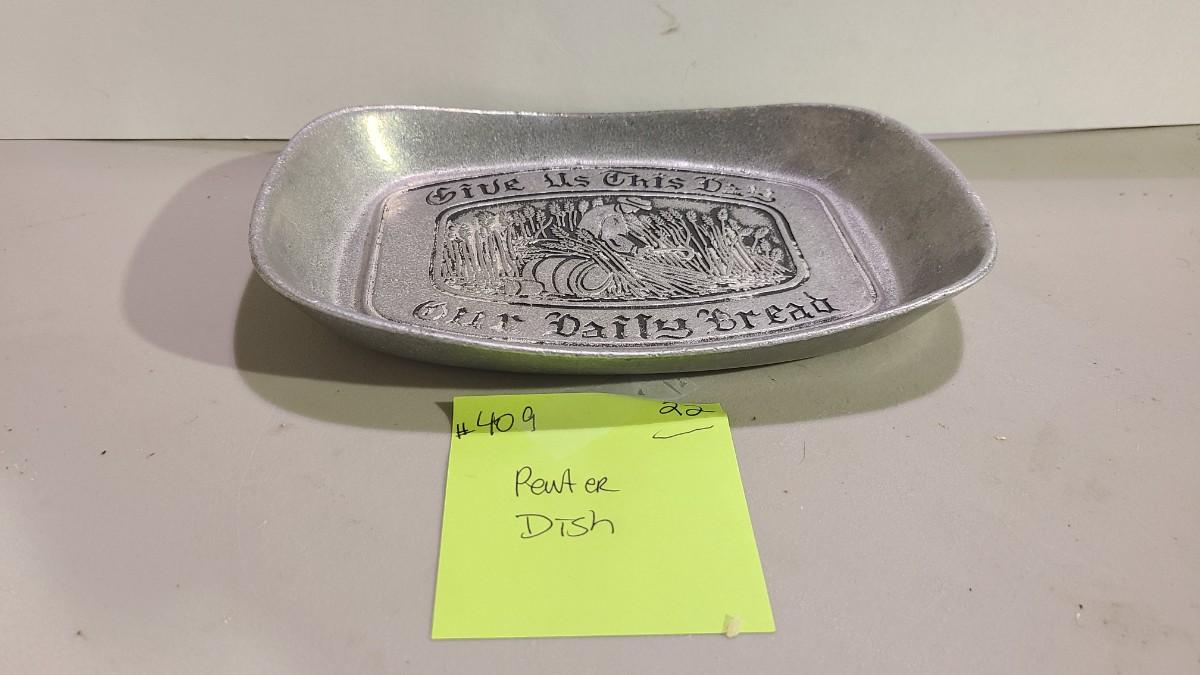 Give Us This Day
Our Daily Bread
#409 22
Pewter
Dish